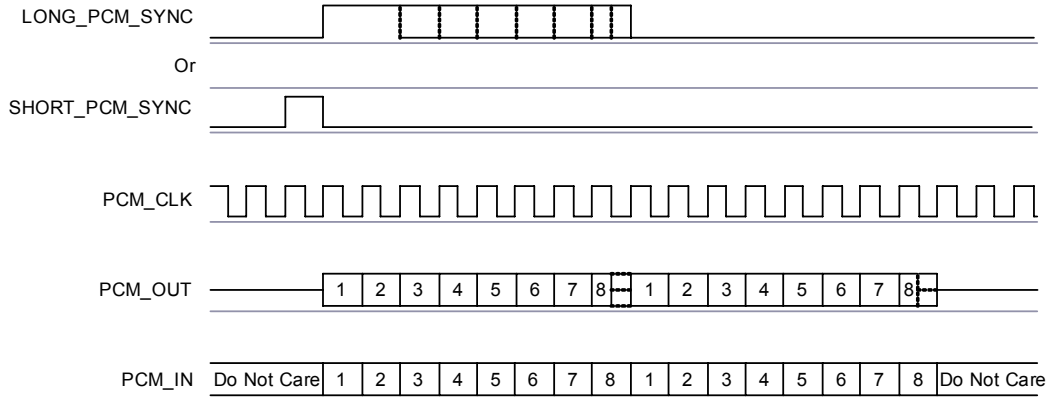 LONG_PCM_SYNC
Or
SHORT_PCM_SYNC
PCM_CLK
PCM_OUT 1 2 3 4 5 6 7 8 1 2 3 4 5 6 7 8
PCM_IN Do Not Care 1 2 3 4 5 6 7 8 1 2 3 4 5 6 7 8 Do Not Care